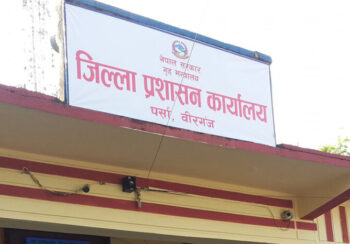 नेपाल सरकार
गृह मन्त्रालय
जिल्ला प्रशासन कार्यालय
पर्सा, वीरगंज